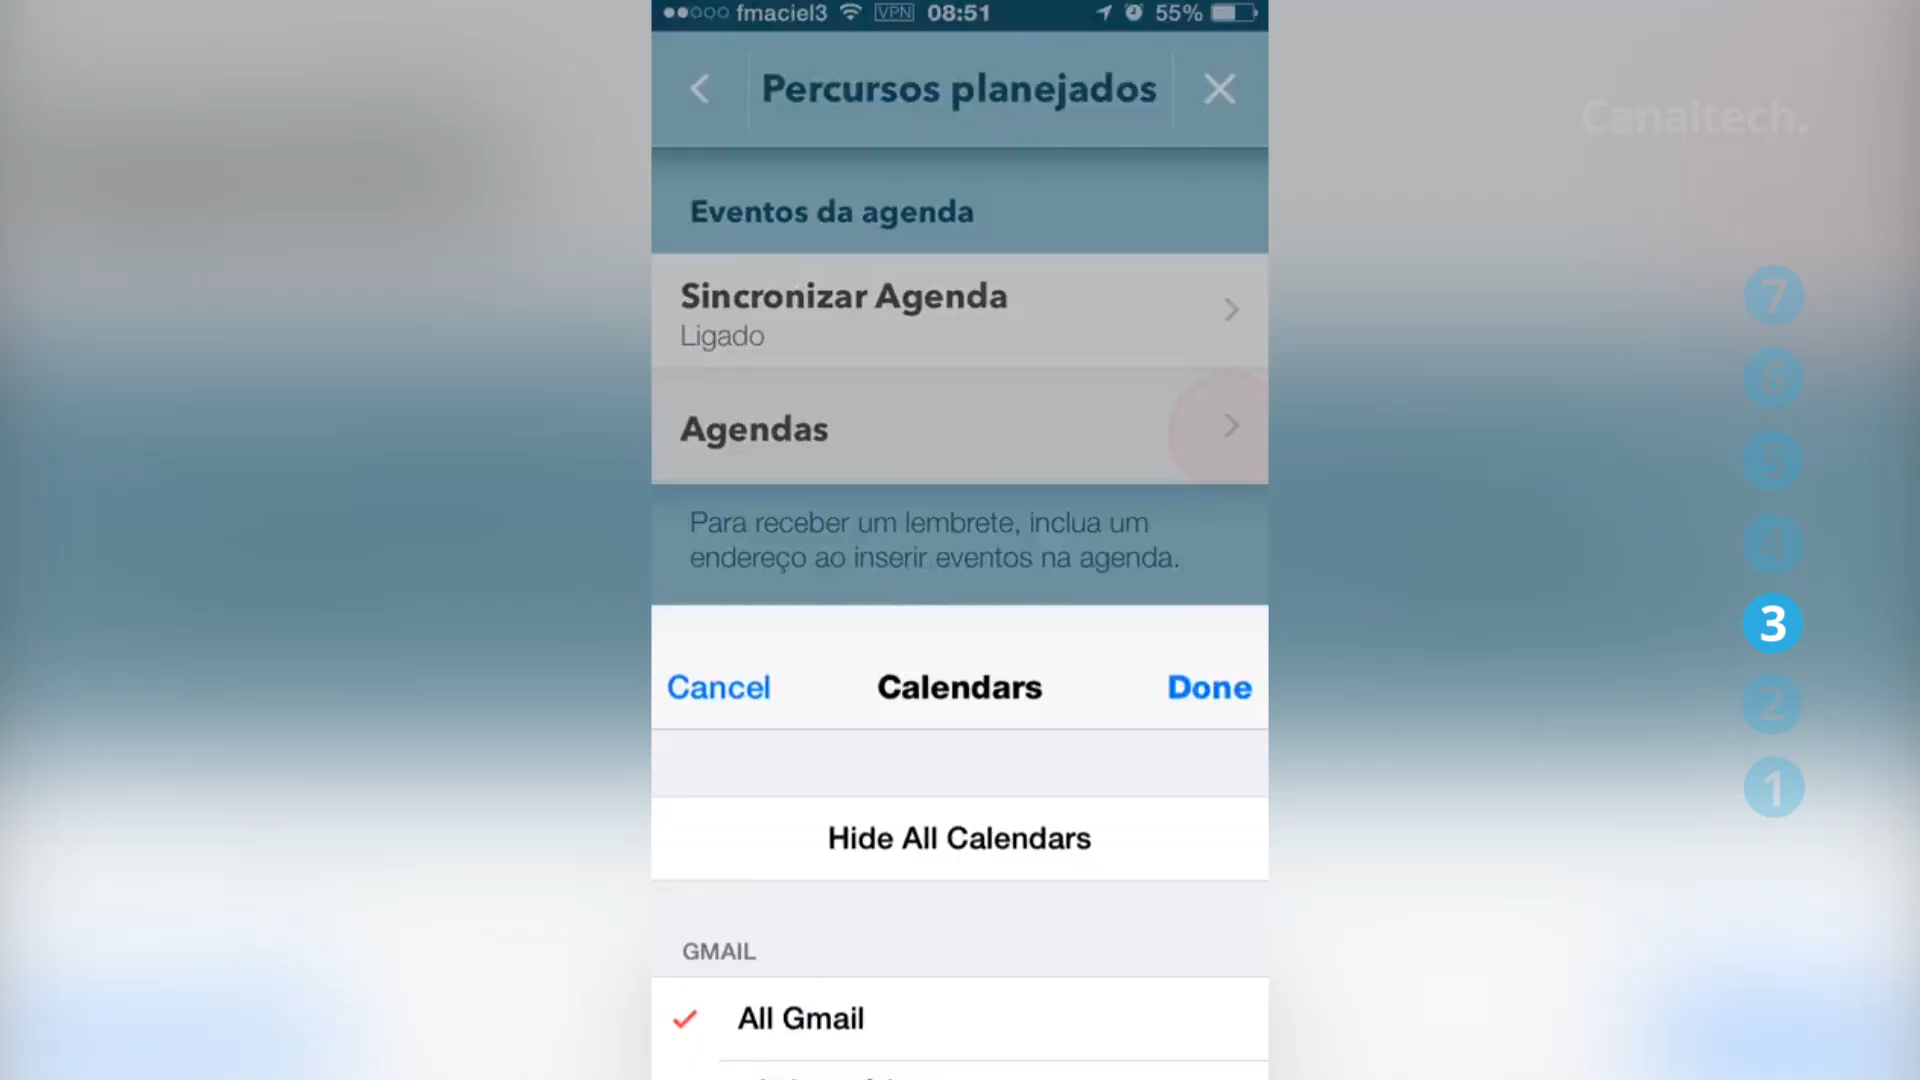 fmaciel3 VPN 08:51 55%
Percursos planejados
Canaltech.
Eventos da agenda
Sincronizar Agenda
Ligado
Agendas
Para receber um lembrete, inclua um
endereço ao inserir eventos na agenda.
Cancel Calendars Done
Hide All Calendars
GMAIL
All Gmail
7
6
5
4
3
2
1